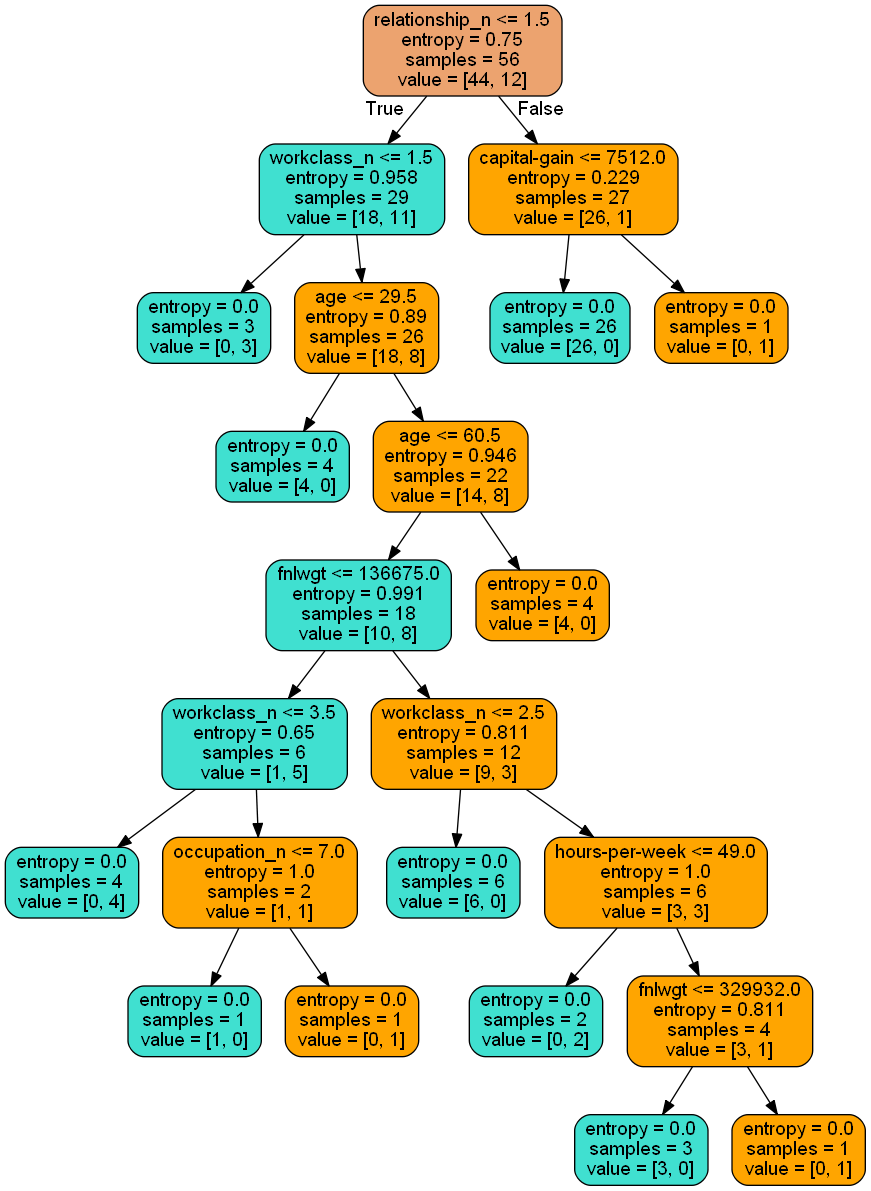 relationship_n <= 1.5
entropy = 0.75
samples = 56
value = [44, 12]
True
False
workclass_n <= 1.5
entropy = 0.958
samples = 29
value = [18, 11]
capital-gain <= 7512.0
entropy = 0.229
samples = 27
value = [26, 1]
entropy = 0.0
samples = 3
value = [0, 3]
age <= 29.5
entropy = 0.89
samples = 26
value = [18, 8]
entropy = 0.0
samples = 26
value = [26, 0]
entropy = 0.0
samples = 1
value = [0, 1]
entropy = 0.0
samples = 4
value = [4, 0]
age <= 60.5
entropy = 0.946
samples = 22
value = [14, 8]
fnlwgt <= 136675.0
entropy = 0.991
samples = 18
value = [10, 8]
entropy = 0.0
samples = 4
value = [4, 0]
workclass_n <= 3.5
entropy = 0.65
samples = 6
value = [1, 5]
workclass_n <= 2.5
entropy = 0.811
samples = 12
value = [9, 3]
entropy = 0.0
samples = 4
value = [0, 4]
occupation_n <= 7.0
entropy = 1.0
samples = 2
value = [1, 1]
entropy = 0.0
samples = 6
value = [6, 0]
hours-per-week <= 49.0
entropy = 1.0
samples = 6
value = [3, 3]
entropy = 0.0
samples = 1
value = [1, 0]
entropy = 0.0
samples = 1
value = [0, 1]
entropy = 0.0
samples = 2
value = [0, 2]
fnlwgt <= 329932.0
entropy = 0.811
samples = 4
value = [3, 1]
entropy = 0.0
samples = 3
value = [3, 0]
entropy = 0.0
samples = 1
value = [0, 1]